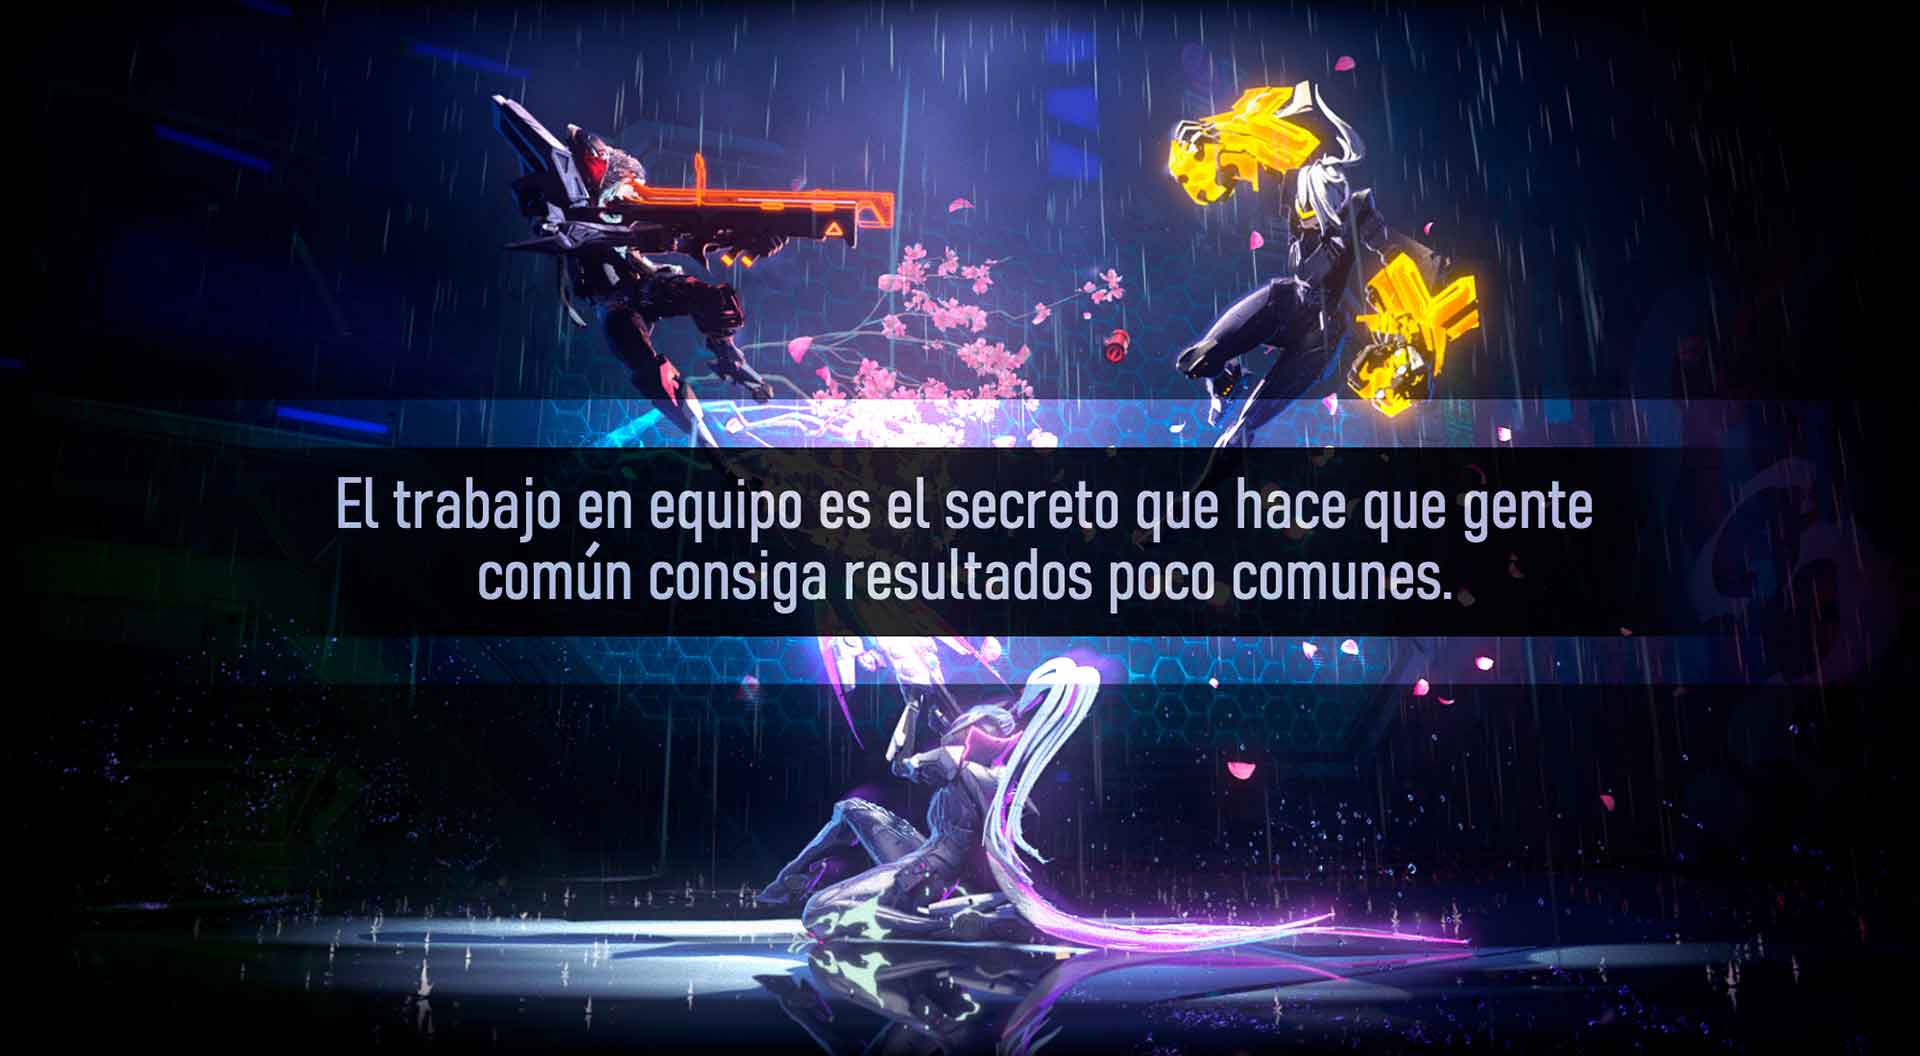 El trabajo en equipo es el secreto que hace que gente
común consiga resultados poco comunes.